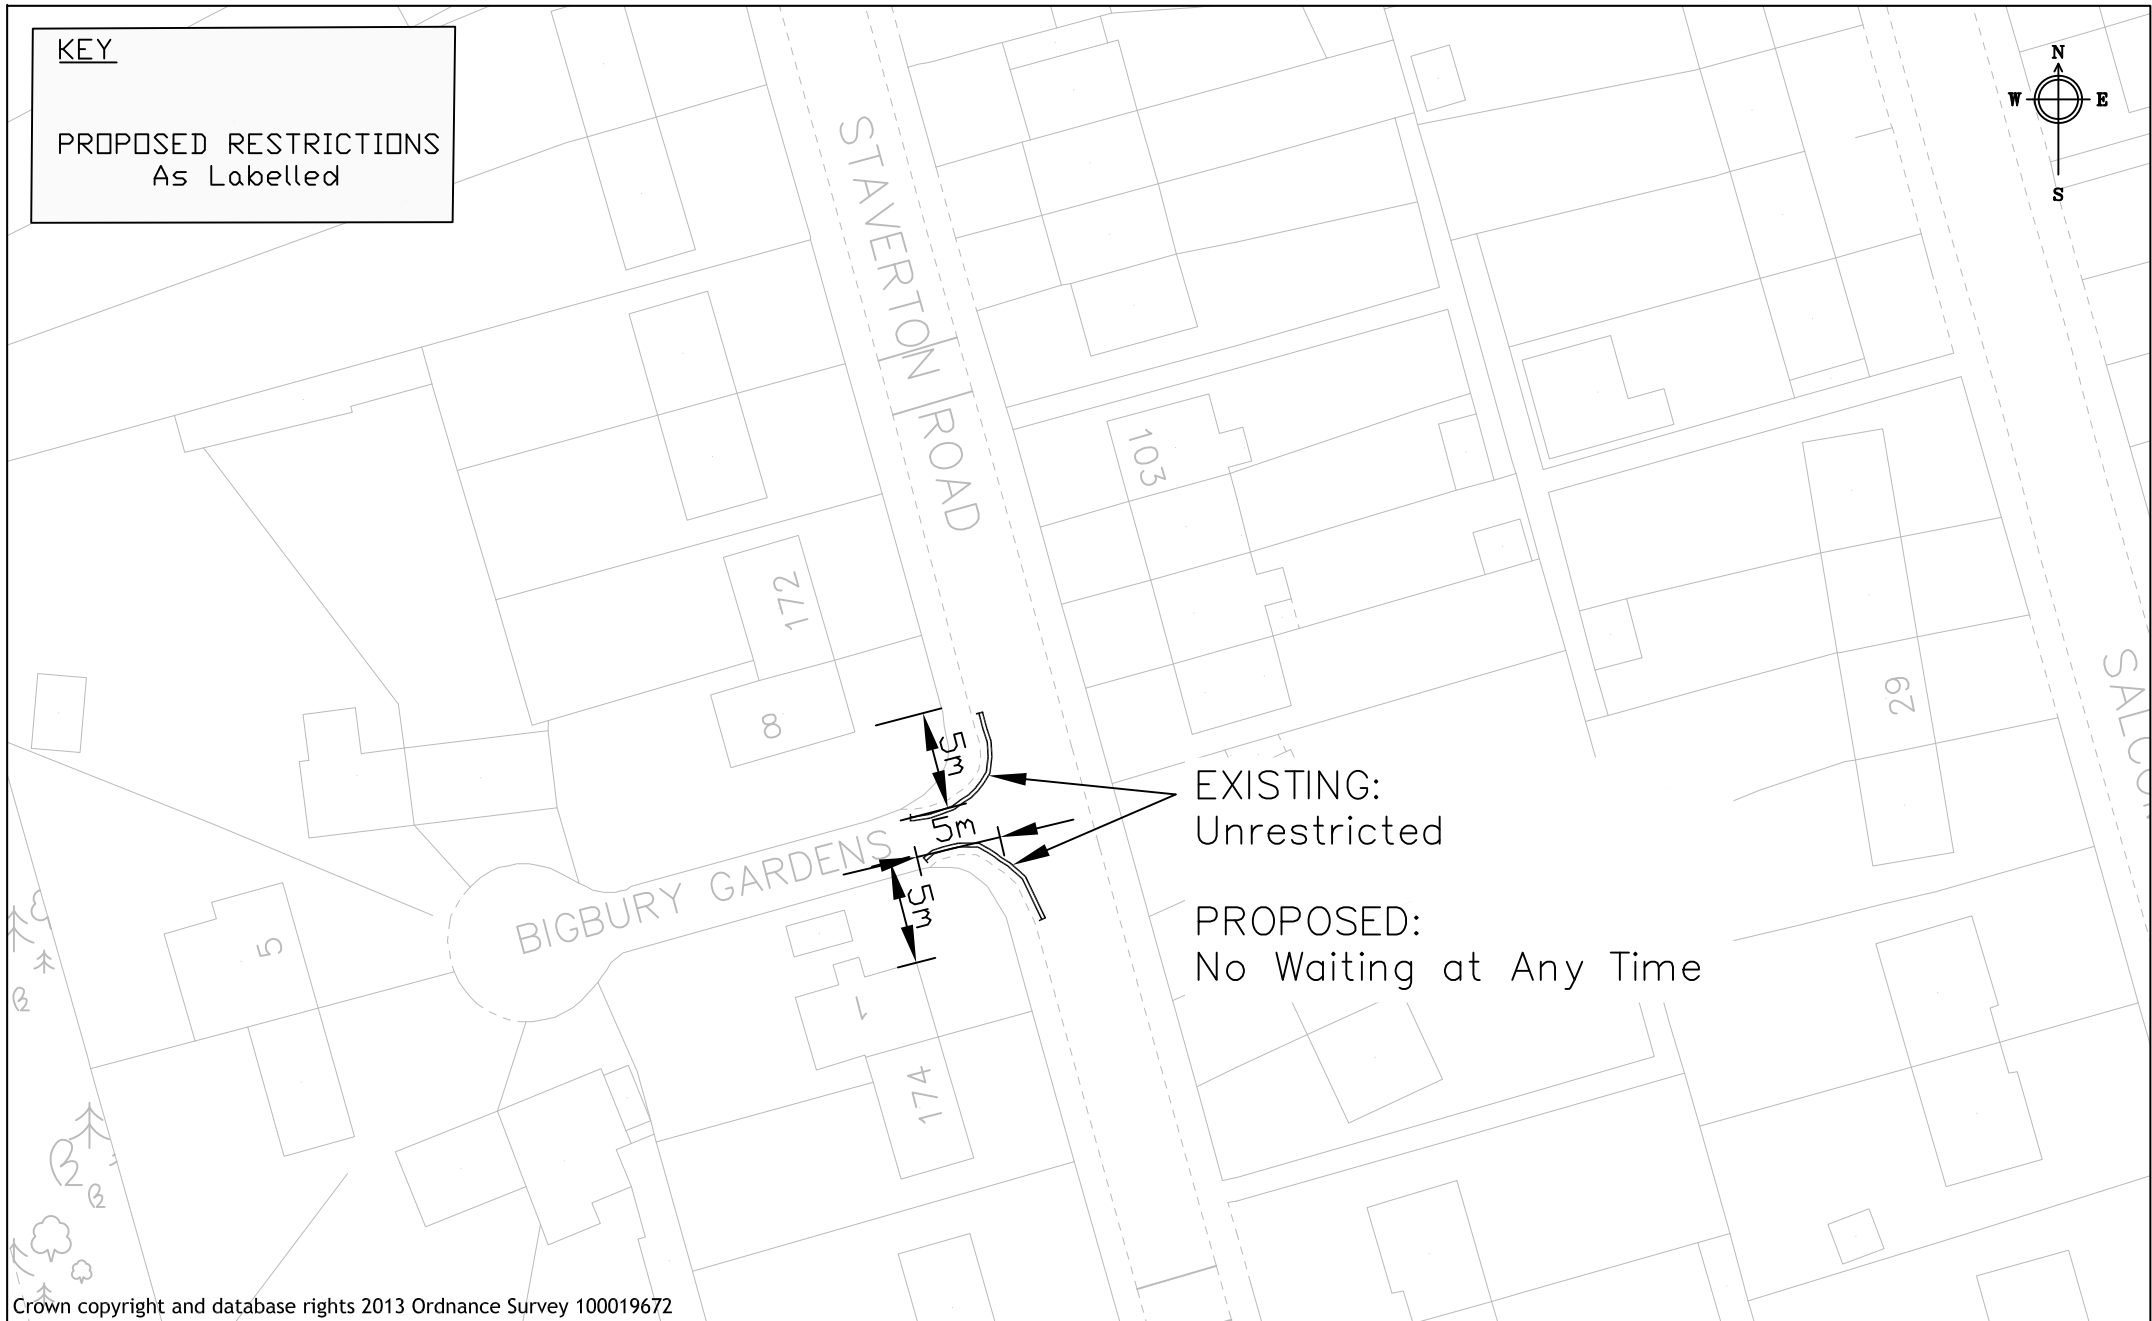 KEY
PROPOSED RESTRICTIONS
As Labelled
N
W E
S
STAVERTON ROAD
103
172
8
29
5m
5m
5m
EXISTING:
Unrestricted
PROPOSED:
No Waiting at Any Time
BIGBURY GARDENS
5
1
174
Crown copyright and database rights 2013 Ordnance Survey 100019672